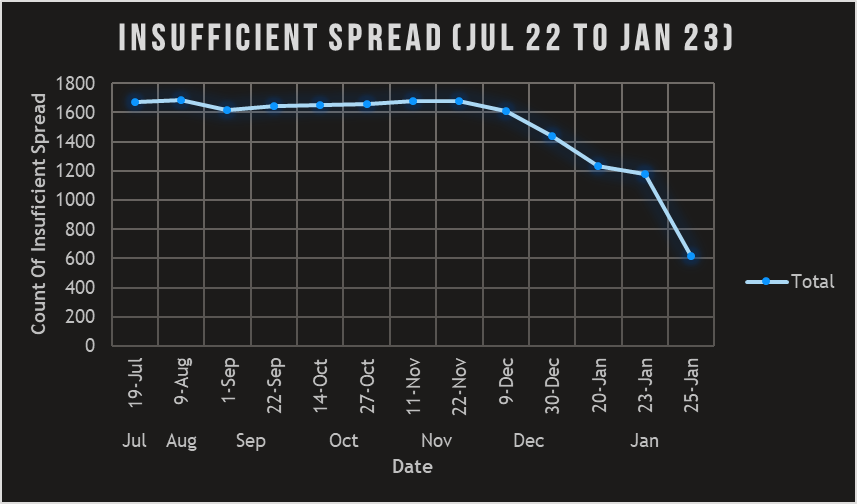 INSUFFICIENT SPREAD (JUL 22 TO JAN 23)
Count Of Insuficient Spread
1800
1600
1400
1200
1000
800
600
400
200
0
19-Jul
9-Aug
1-Sep
22-Sep
14-Oct
27-Oct
11-Nov
22-Nov
9-Dec
30-Dec
20-Jan
23-Jan
25-Jan
Jul Aug Sep Oct Nov Dec Jan
Date
Total